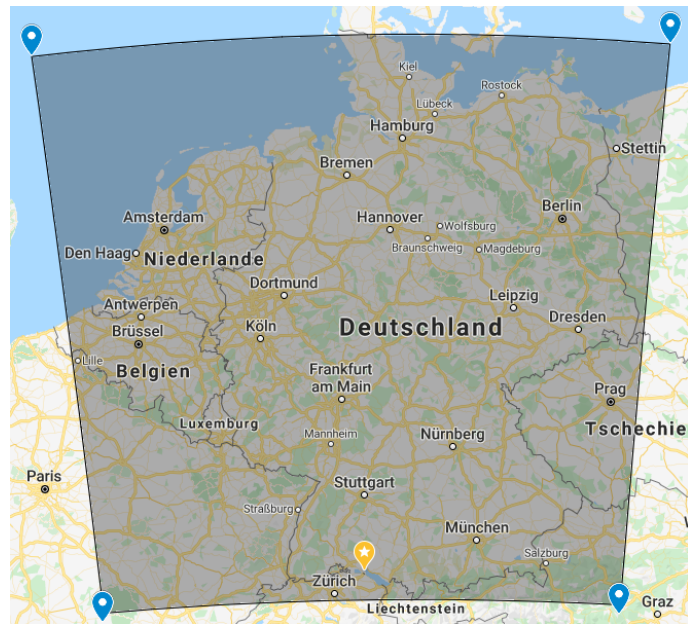 Kiel
Rostock
Lübeck
Hamburg
Stettin
Bremen
Berlin
Amsterdam
Hannover
Wolfsburg
Braunschweig
Magdeburg
Den Haag
Niederlande
Dortmund
Leipzig
Antwerpen
Dresden
Deutschland
Brüssel
Köln
Lille
Belgien
Frankfurt
am Main
Prag
Luxemburg
Tschechie
Mannheim
Nürnberg
Paris
Stuttgart
Straßburg
München
Salzburg
Zürich
Liechtenstein
Graz